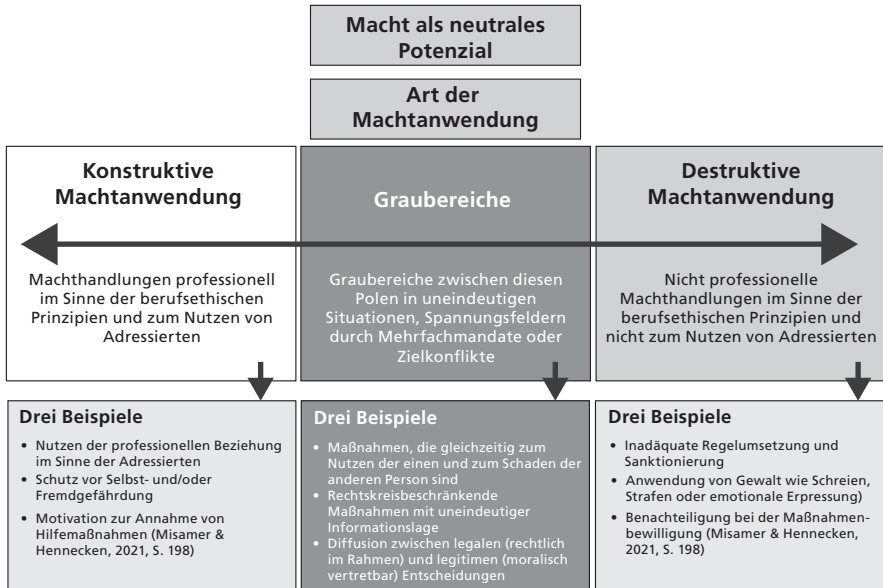 Macht als neutrales
Potenzial
Art der
Machtanwendung
Konstruktive
Machtanwendung
Machthandlungen professionell
im Sinne der berufsethischen
Prinzipien und zum Nutzen von
Adressierten
Graubereiche
Graubereiche zwischen diesen
Polen in uneindeutigen
Situationen, Spannungsfeldern
durch Mehrfachmandate oder
Zielkonflikte
Destruktive
Machtanwendung
Nicht professionelle
Machthandlungen im Sinne der
berufsethischen Prinzipien und
nicht zum Nutzen von Adressierten
Drei Beispiele
• Nutzen der professionellen Beziehung
im Sinne der Adressierten
• Schutz vor Selbst- und/oder
Fremdgefährdung
• Motivation zur Annahme von
Hilfemaßnahmen (Misamer &
Hennecken, 2021, S. 198)
Drei Beispiele
• Maßnahmen, die gleichzeitig zum
Nutzen der einen und zum Schaden der
anderen Person sind
• Rechtskreisbeschränkende
Maßnahmen mit uneindeutiger
Informationslage
• Diffusion zwischen legalen (rechtlich
im Rahmen) und legitimen (moralisch
vertretbar) Entscheidungen
Drei Beispiele
• Inadäquate Regelumsetzung und
Sanktionierung
• Anwendung von Gewalt wie Schreien,
Strafen oder emotionale Erpressung)
• Benachteiligung bei der Maßnahmen-
bewilligung (Misamer & Hennecken,
2021, S. 198)